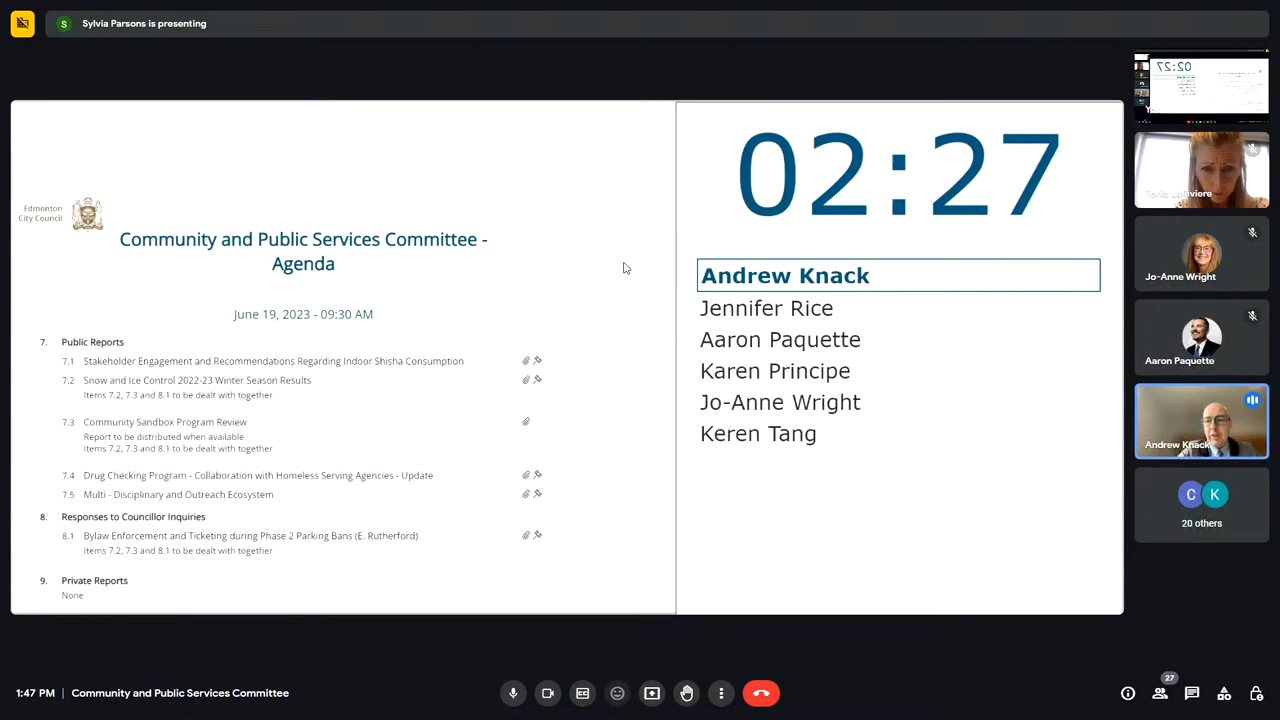 S
Sylvia Parsons is presenting
Edmonton
City Council
Community and Public Services Committee -
Agenda
June 19, 2023 - 09:30 AM
7. Public Reports
7.1 Stakeholder Engagement and Recommendations Regarding Indoor Shisha Consumption
7.2 Snow and Ice Control 2022-23 Winter Season Results
Items 7.2, 7.3 and 8.1 to be dealt with together
7.3 Community Sandbox Program Review
Report to be distributed when available
Items 7.2, 7.3 and 8.1 to be dealt with together
7.4 Drug Checking Program - Collaboration with Homeless Serving Agencies - Update
7.5 Multi - Disciplinary and Outreach Ecosystem
8. Responses to Councillor Inquiries
8.1 Bylaw Enforcement and Ticketing during Phase 2 Parking Bans (E. Rutherford)
Items 7.2, 7.3 and 8.1 to be dealt with together
9. Private Reports
None
02:27
Andrew Knack
Jennifer Rice
Aaron Paquette
Karen Principe
Jo-Anne Wright
Keren Tang
02:27
Jo-Anne Wright
Aaron Paquette
Andrew Knack
C K
20 others
1:47 PM | Community and Public Services Committee
27